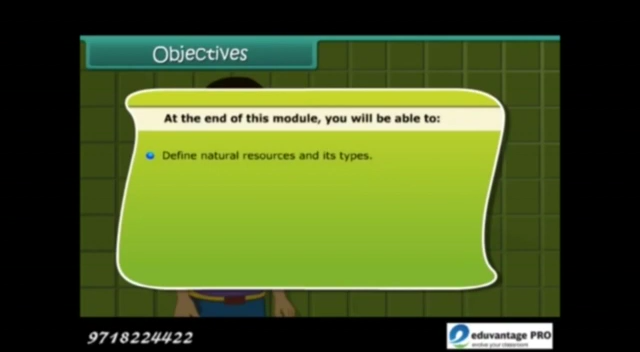 Objectives
At the end of this module, you will be able to:
Define natural resources and its types.
9718224422
eduvantage PRO
evolve your classroom